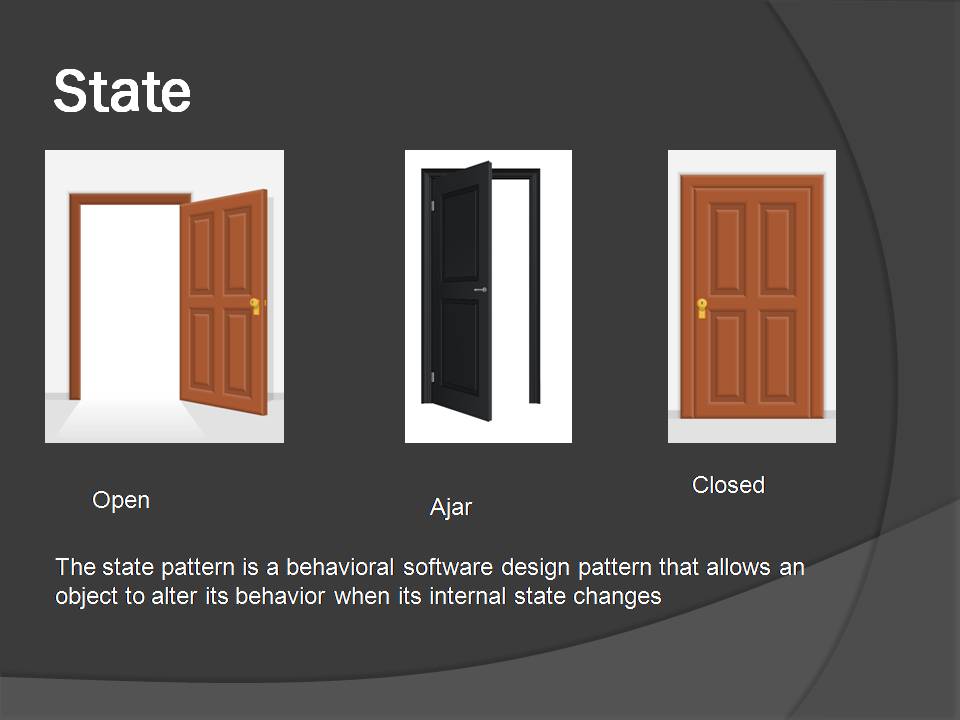 State
Open
Ajar
Closed
The state pattern is a behavioral software design pattern that allows an
object to alter its behavior when its internal state changes